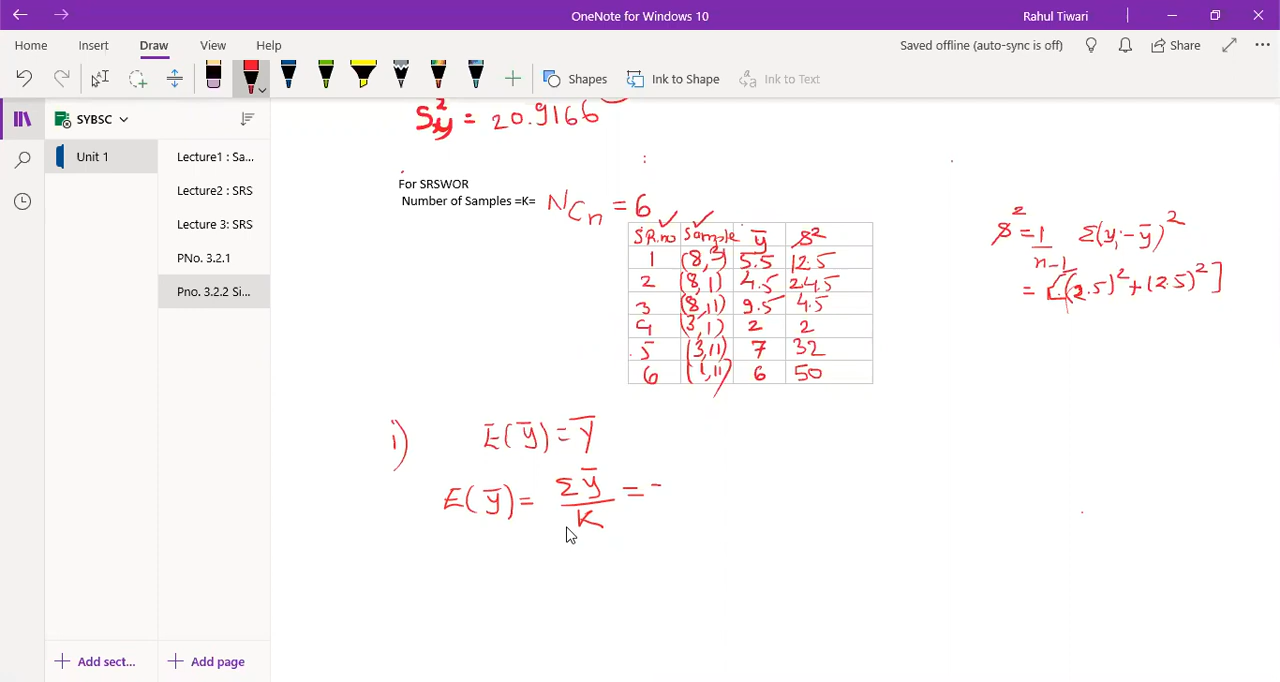 OneNote for Windows 10
Rahul Tiwari
Home Insert Draw View Help
Saved offline (auto-sync is off)
Share
Shapes
Ink to Shape
Ink to Text
SYBSC
Unit 1
Lecture1 : Sa...
Lecture2 : SRS
Lecture 3: SRS
PNo. 3.2.1
Pno. 3.2.2 Si...
Add sect...
Add page
= 20.9166
For SRSWOR
Number of Samples =K= NCn = 6
SR.no Sample ȳ s²
1 (8,3) 5.5 12.5
2 (8,1) 4.5 24.5
3 (8,11) 9.5 4.5
4 (3,1) 2 2
5 (3,11) 7 32
6 (1,11) 6 50
s² = 1/(n-1) Σ(yi - ȳ)²
= [(2.5)² + (2.5)²]
i) E(ȳ) = Ȳ
E(ȳ) = Σȳ/K =